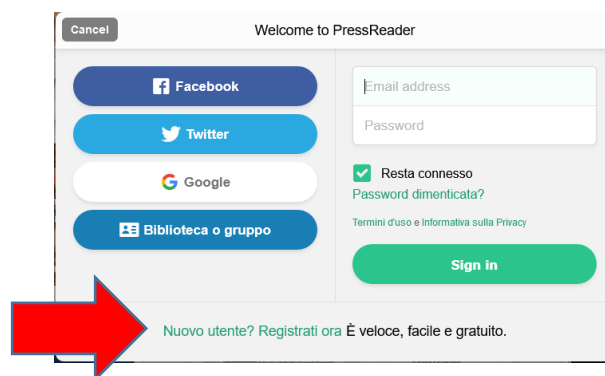 Cancel
Welcome to PressReader
Facebook
Twitter
Google
Biblioteca o gruppo
Email address
Password
Resta connesso
Password dimenticata?
Termini d'uso e Informativa sulla Privacy
Sign in
Nuovo utente? Registrati ora È veloce, facile e gratuito.